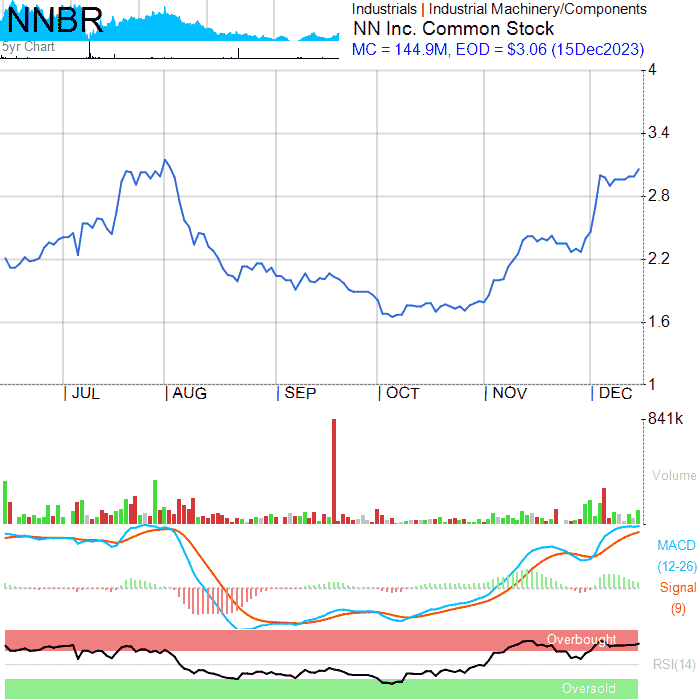 NNBR
Industrials | Industrial Machinery/Components
NN Inc. Common Stock
5yr Chart
MC = 144.9M, EOD = $3.06 (15Dec2023)
4
3.4
2.8
2.2
1.6
1
JUL
AUG
SEP
OCT
NOV
DEC
841k
Volume
MACD
(12-26)
Signal
(9)
Overbought
RSI(14)
Oversold